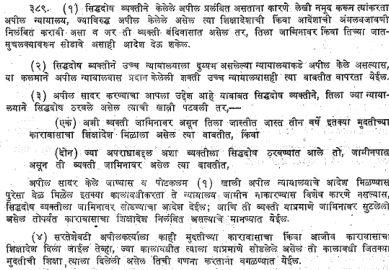 ३८९. (१) सिद्धदोष व्यक्तीने केलेले अपील प्रलंबित असताना कारणे लेखी नमूद करून त्यांकरता
अपील न्यायालय, ज्याविरुद्ध अपील केलेले असेल त्या शिक्षादेशाची किंवा आदेशाची अंमलबजावणी
निलंबित करावी असा व जर ती व्यक्ती बंदिवासांत असेल तर, तिला जामिनावर किंवा तिच्या जात-
मुचलक्यावरून सोडावे असाही आदेश देऊ शकेल.
(२) सिद्धदोष व्यक्तीने उच्च न्यायालयाला दुय्यम असलेल्या न्यायालयाकडे अपील केले असल्यास,
या कलमाने अपील न्यायालयास प्रदान केलेली शक्ती उच्च न्यायालयासही त्या बाबतीत वापरता येईल.
(३) अपील सादर करण्याचा आपला उद्देश आहे याबाबत सिद्धदोष व्यक्तीने, तिला ज्या न्याया-
लयाने सिद्धदोष ठरवले असेल त्याची खात्री पटवली तर,——
(एक) अशी व्यक्ती जामिनावर असून तिला जास्तीत जास्त तीन वर्षे इतक्या मुदतीच्या
कारावासाचा शिक्षादेश मिळाला असेल त्या बाबतीत, किंवा
(दोन) ज्या अपराधाबद्दल अशा व्यक्तीला सिद्धदोष ठरवण्यात आले तो, जामीनपात्र
असून ती व्यक्ती जामिनावर असेल त्या बाबतीत,
अपील सादर केले जाण्यास व पोटकलम (१) खाली अपील न्यायालयाचे आदेश मिळण्यास
पुरेसा वेळ मिळेल इतक्या कालावधीकरता ते न्यायालय जामीन नाकारण्यास विशेष कारणे नसल्यास,
सिद्धदोष व्यक्तीला जामिनावर सोडण्याचा आदेश देईल; आणि ती व्यक्ती याप्रमाणे जामिनावर सुटलेली
असेल तोपर्यंत कारावासाचा शिक्षादेश निलंबित असल्याचे मानण्यात येईल.
(४) सरतेशेवटी अपीलकर्त्याला काही मुदतीच्या कारावासाचा किंवा आजीव कारावासाचा
शिक्षादेश दिला जाईल तेव्हा, ज्या कालावधीत त्याला याप्रमाणे सोडलेले असेल तो कालावधी जितक्या
मुदतीची शिक्षा त्याला दिलेली असेल तिची गणना करताना वगळण्यात येईल.